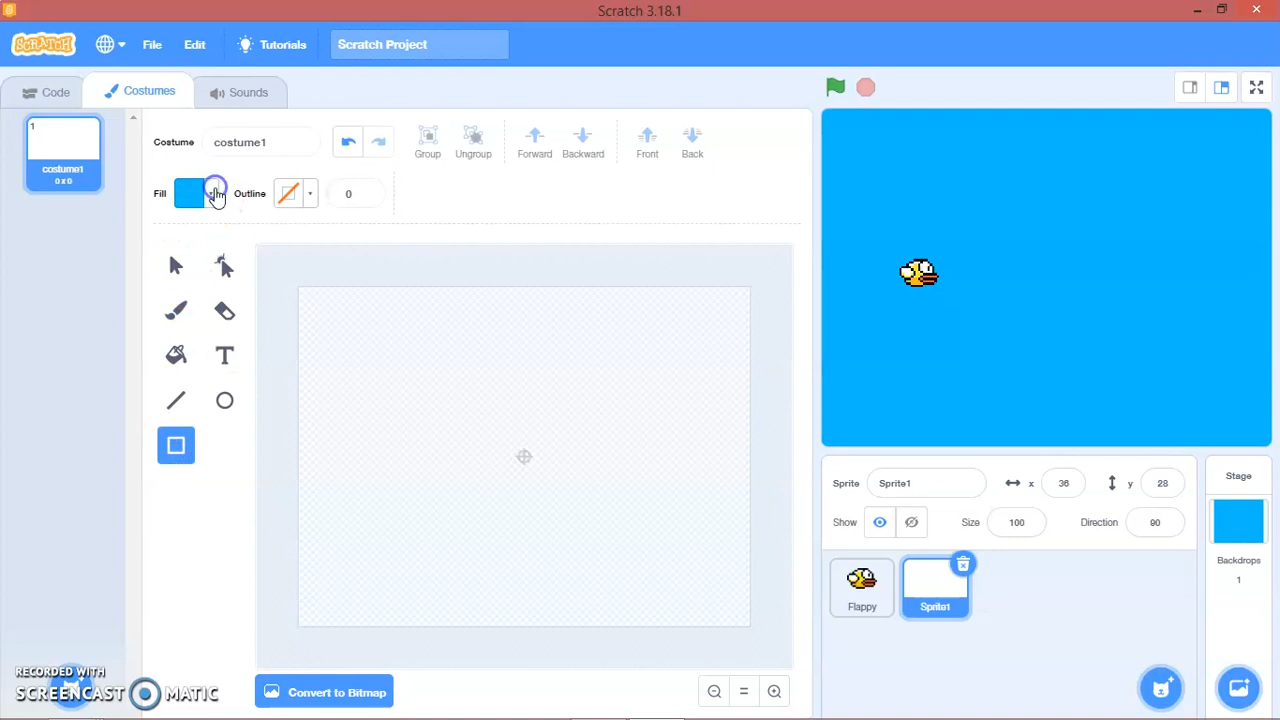 Scratch 3.18.1
SCRATCH
File
Edit
Tutorials
Scratch Project
Code
Costumes
Sounds
1
costume1
0 x 0
Costume
costume1
Group
Ungroup
Forward
Backward
Front
Back
Fill
Outline
0
Convert to Bitmap
Sprite
Sprite1
x
36
y
28
Show
Size
100
Direction
90
Flappy
Sprite1
Stage
Backdrops
1
RECORDED WITH
SCREENCAST MATIC